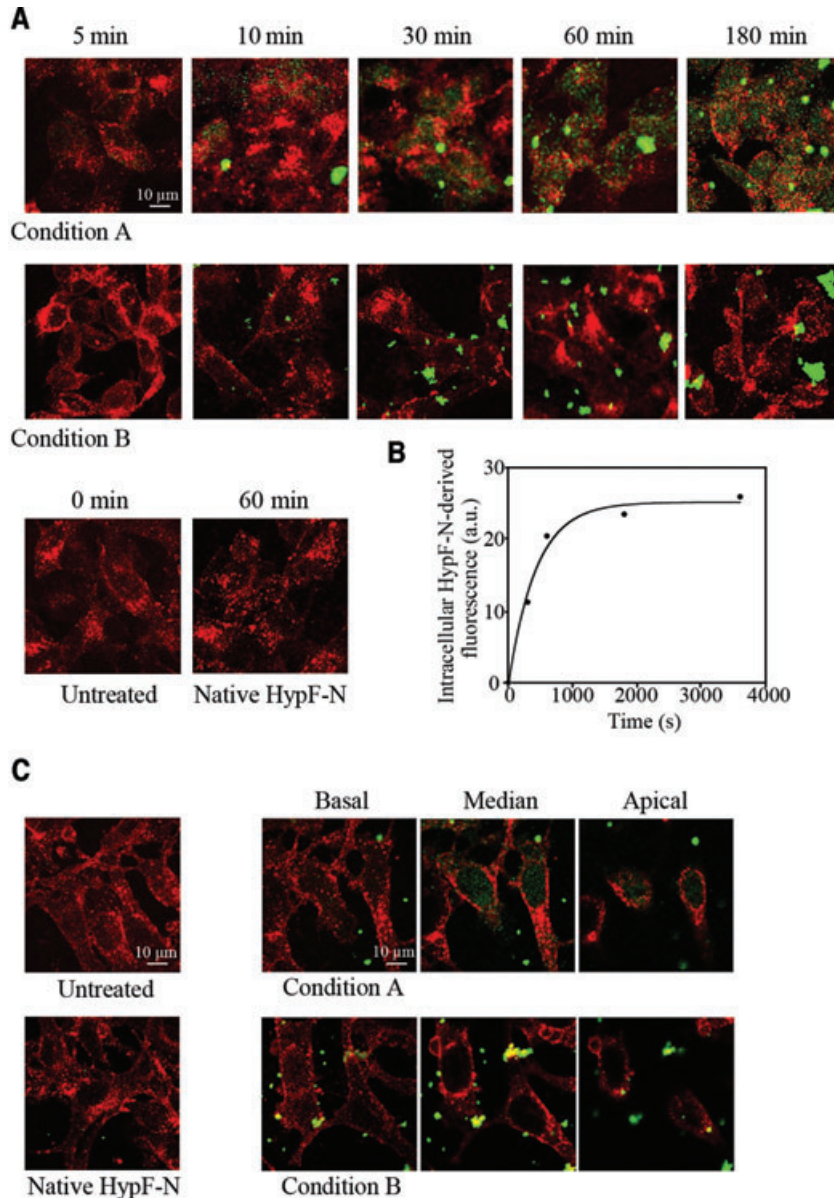 A
5 min 10 min 30 min 60 min 180 min
10 µm
Condition A
Condition B
0 min 60 min
Untreated Native HypF-N
B
Intracellular HypF-N-derived
fluorescence (a.u.)
30
20
10
0
0 1000 2000 3000 4000
Time (s)
C
Basal Median Apical
10 µm 10 µm
Untreated Condition A
Native HypF-N Condition B